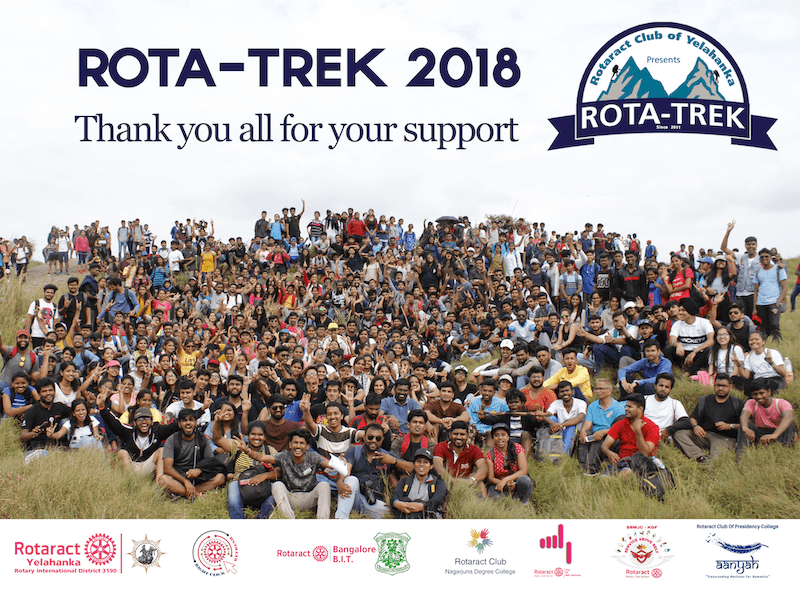 ROTA-TREK 2018
Thank you all for your support
Rotaract Club of Yelahanka
Presents
ROTA-TREK
Since 2011
Rotaract
Yelahanka
Rotary International District 3190
Rotaract
Bangalore
B.I.T.
Rotaract Club
Nagarjuna Degree College
Rotaract
SBMJC - KGF
Rotaract
Rotaract Club Of Presidency College
aanyah
"Transcending Horizons For Humanity"
CRICKET